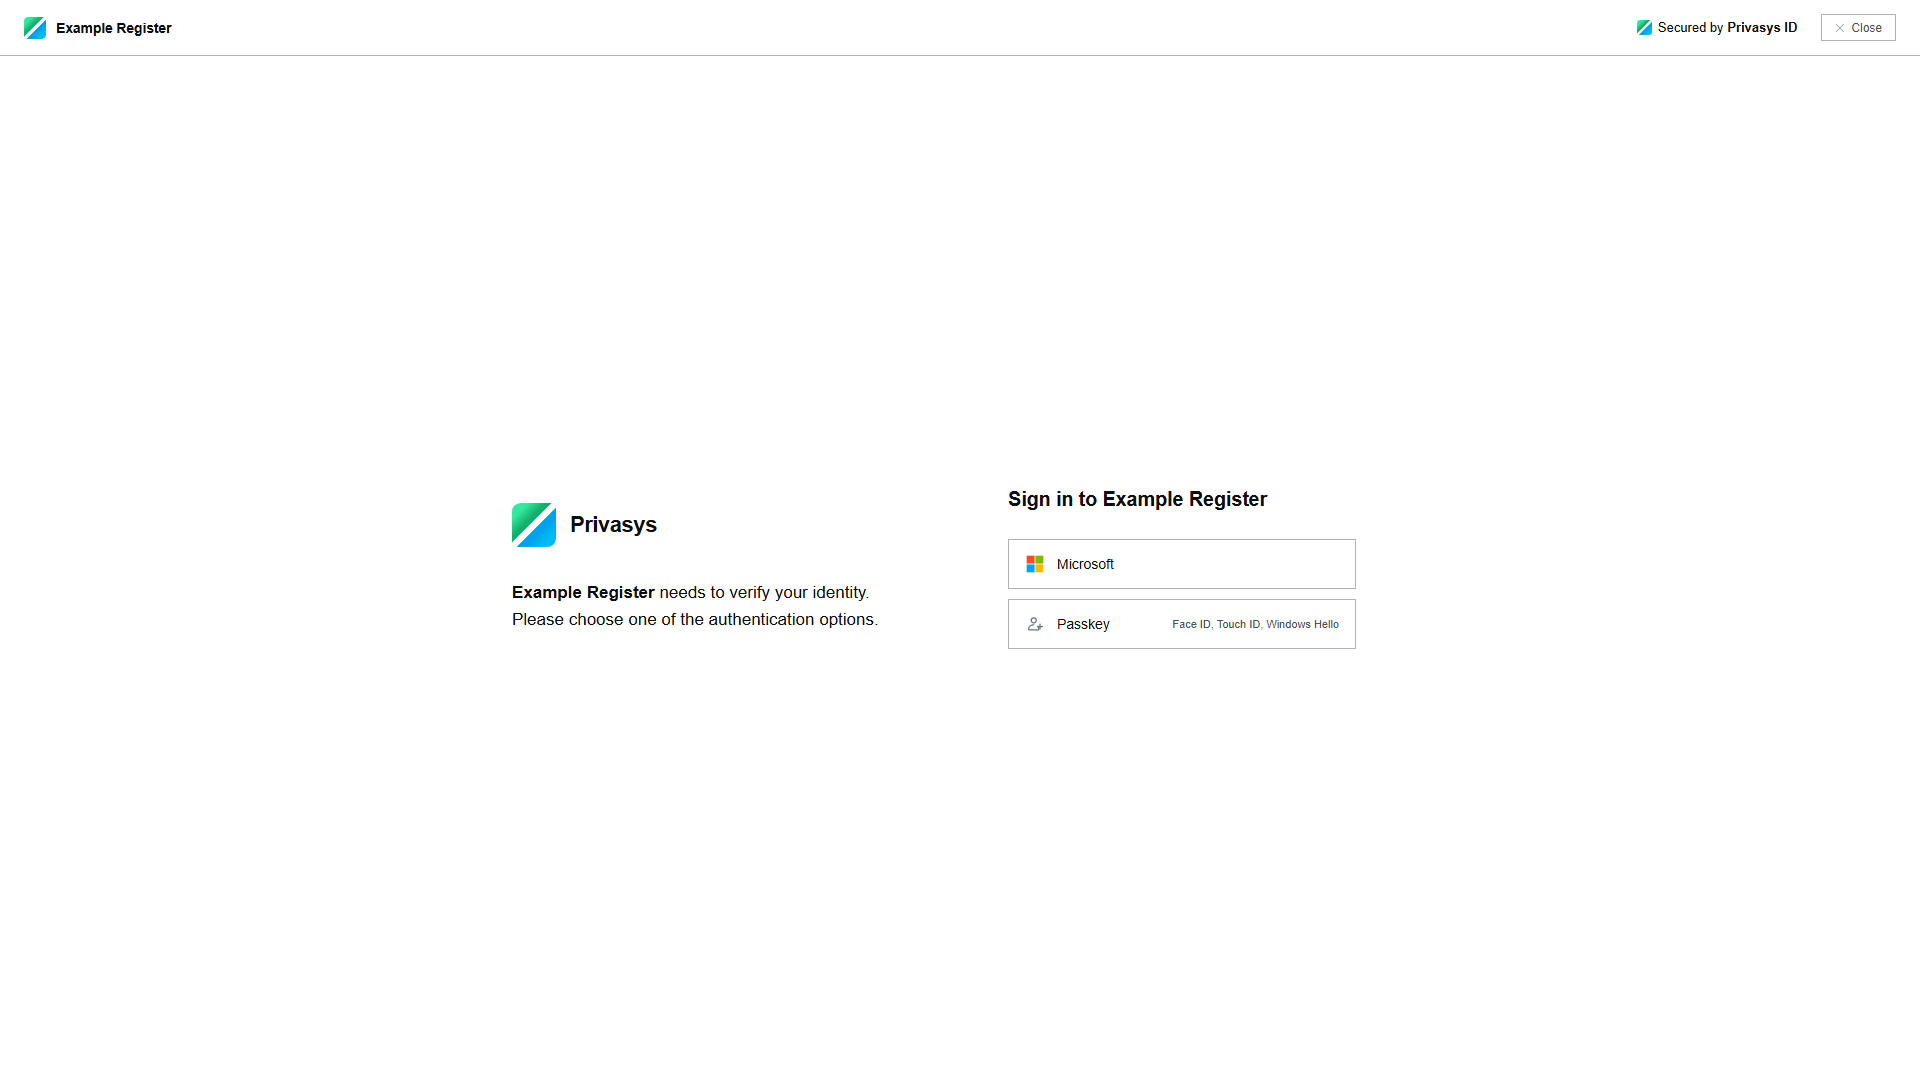 Example Register
Secured by Privasys ID
Close
Privasys
Example Register needs to verify your identity.
Please choose one of the authentication options.
Sign in to Example Register
Microsoft
Passkey
Face ID, Touch ID, Windows Hello